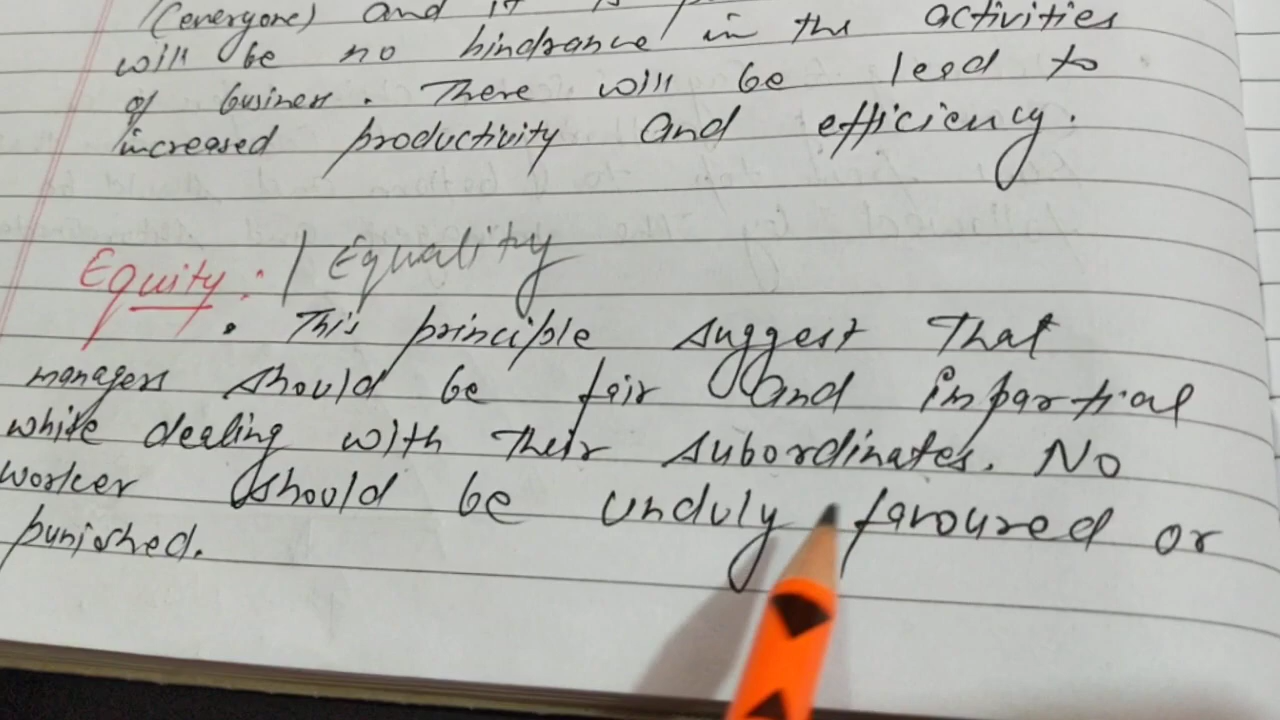 (everyone) and it is
will be no hindrance in the activities
of business. There will be lead to
increased productivity and efficiency.
Equity: / Equality
. This principle suggest that
managers should be fair and impartial
while dealing with their subordinates. No
worker should be unduly favoured or
punished.